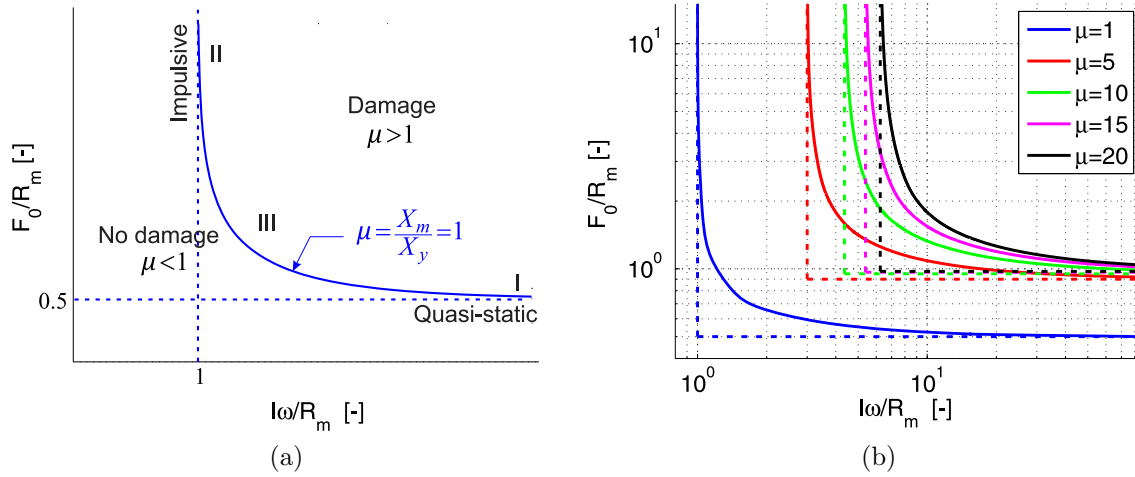 Impulsive
II
Damage
μ>1
No damage
μ<1
III
μ=X_m/X_y=1
I
Quasi-static
0.5
1
F_0/R_m [-]
Iω/R_m [-]
(a)
μ=1
μ=5
μ=10
μ=15
μ=20
10^1
10^0
F_0/R_m [-]
10^0
10^1
Iω/R_m [-]
(b)